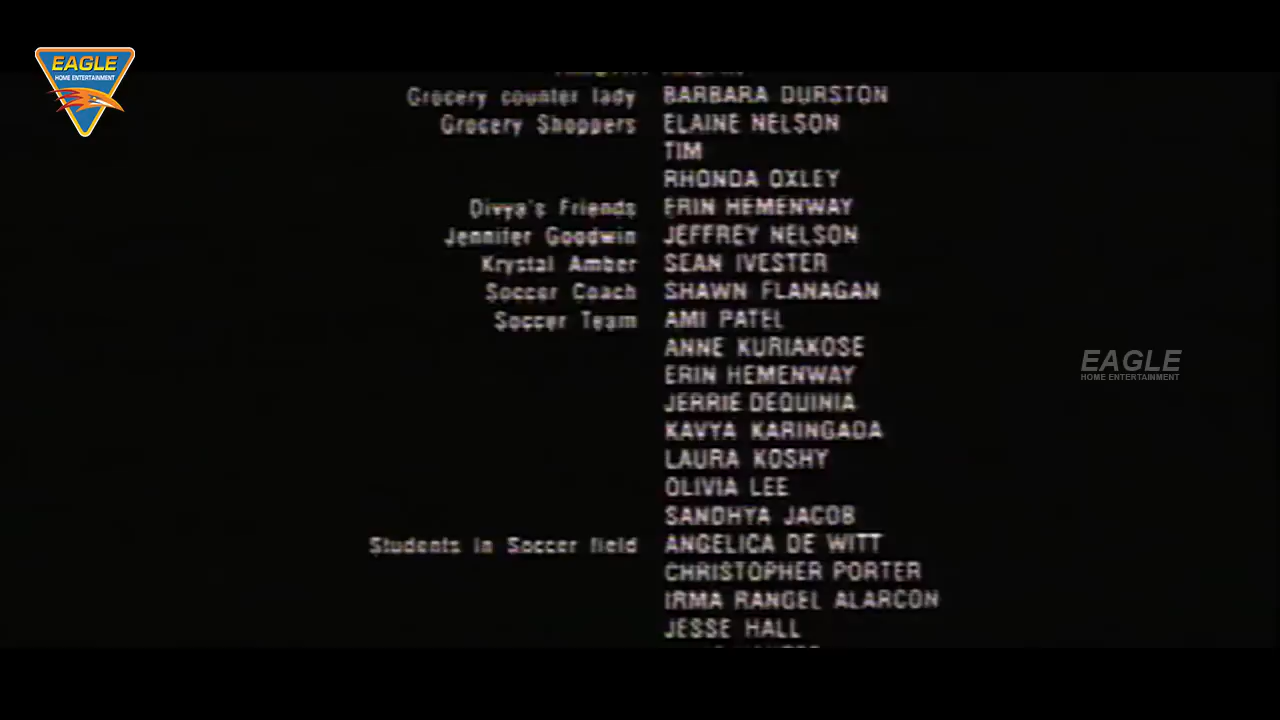 EAGLE
HOME ENTERTAINMENT
Grocery counter lady BARBARA DURSTON
Grocery Shoppers ELAINE NELSON
TIM
RHONDA OXLEY
Divya's Friends ERIN HEMENWAY
Jennifer Goodwin JEFFREY NELSON
Krystal Amber SEAN IVESTER
Soccer Coach SHAWN FLANAGAN
Soccer Team AMI PATEL
ANNE KURIAKOSE
EAGLE
HOME ENTERTAINMENT
ERIN HEMENWAY
JERRIE DEQUINIA
KAVYA KARINGADA
LAURA KOSHY
OLIVIA LEE
SANDHYA JACOB
Students in Soccer field ANGELICA DE WITT
CHRISTOPHER PORTER
IRMA RANGEL ALARCON
JESSE HALL